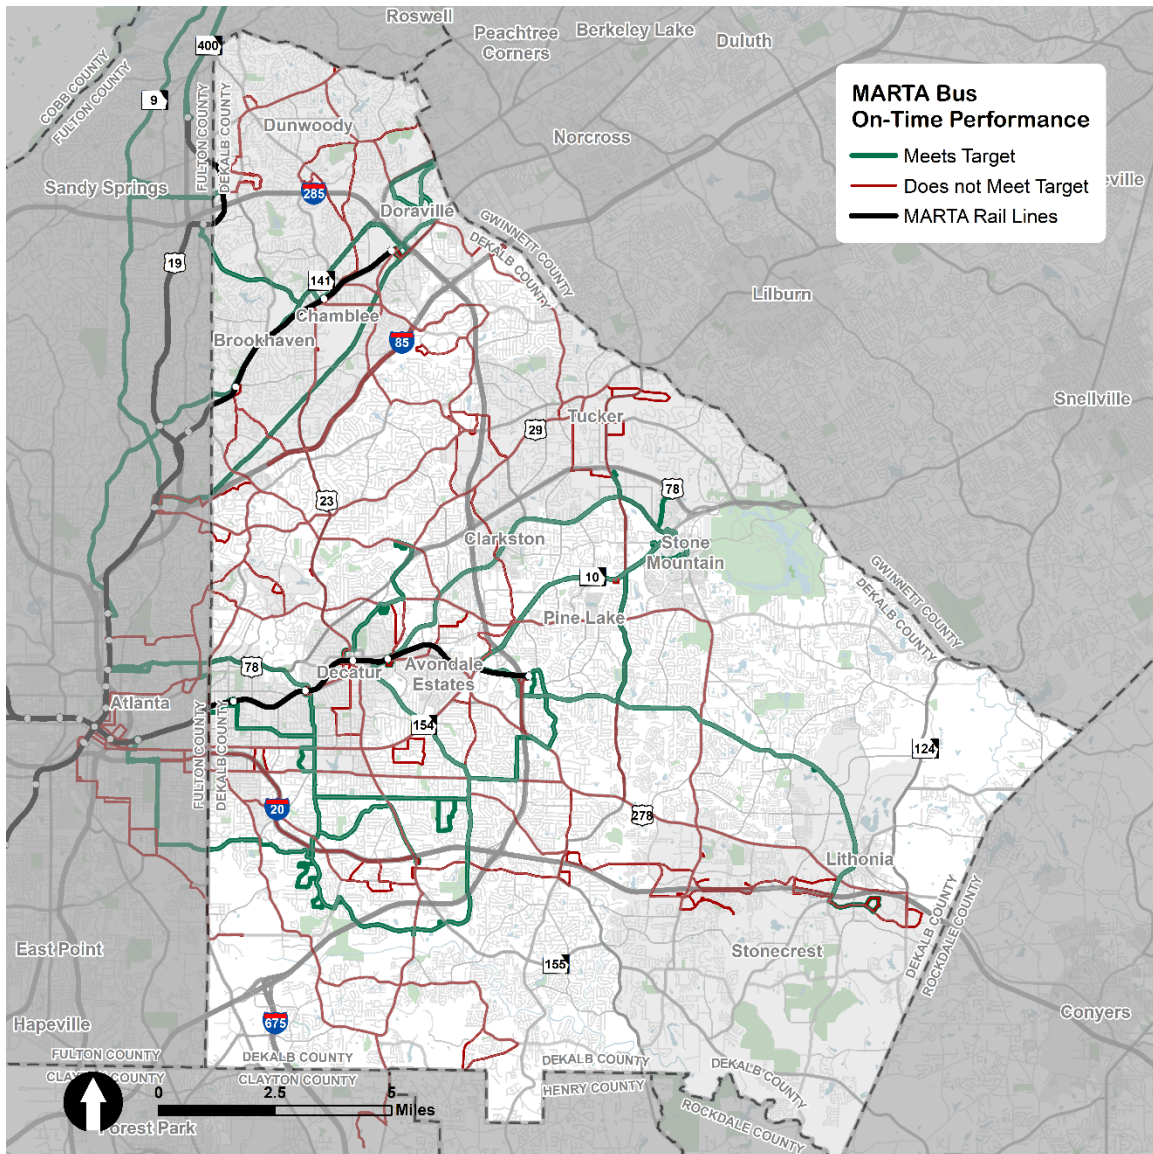 Roswell
Peachtree
Corners
Berkeley Lake
Duluth
400
COBB COUNTY
FULTON COUNTY
9
FULTON COUNTY
DEKALB COUNTY
Dunwoody
Norcross
MARTA Bus
On-Time Performance
Meets Target
Does not Meet Target
MARTA Rail Lines
eville
Sandy Springs
285
Doraville
GWINNETT COUNTY
DEKALB COUNTY
19
141
Lilburn
Chamblee
Brookhaven
85
Snellville
Tucker
29
23
78
Clarkston
Stone
Mountain
10
GWINNETT COUNTY
DEKALB COUNTY
Pine Lake
78
Decatur
Avondale
Estates
Atlanta
154
FULTON COUNTY
DEKALB COUNTY
124
20
278
Lithonia
DEKALB COUNTY
ROCKDALE COUNTY
East Point
Stonecrest
155
Hapeville
675
Conyers
FULTON COUNTY
DEKALB COUNTY
DEKALB COUNTY
DEKALB COUNTY
CLAYTON COUNTY
CLAYTON COUNTY
HENRY COUNTY
ROCKDALE COUNTY
0 2.5 5
Miles
Forest Park